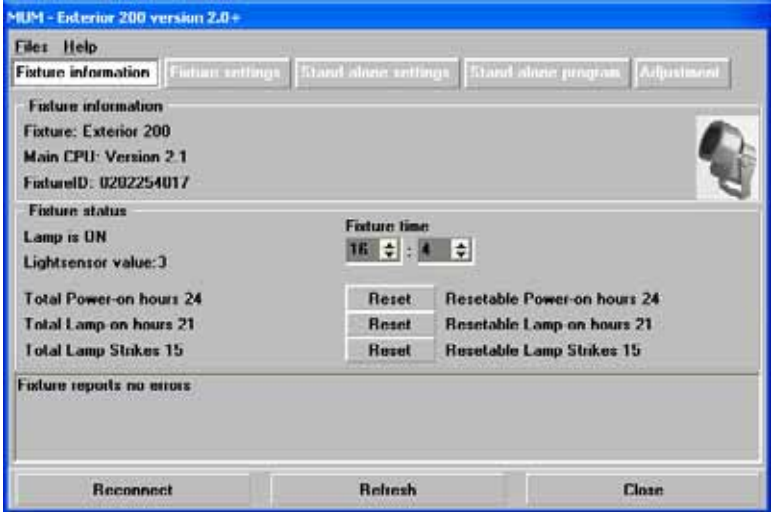 MUM - Exterior 200 version 2.0+
Files Help
Fixture information Fixture settings Stand alone settings Stand alone program Adjustment
Fixture information
Fixture: Exterior 200
Main CPU: Version 2.1
FixtureID: 0202254017
Fixture status
Fixture time
Lamp is ON
16 : 4
Lightsensor value:3
Total Power-on hours 24 Reset Resetable Power-on hours 24
Total Lamp-on hours 21 Reset Resetable Lamp-on hours 21
Total Lamp Strikes 15 Reset Resetable Lamp Strikes 15
Fixture reports no errors
Reconnect Refresh Close